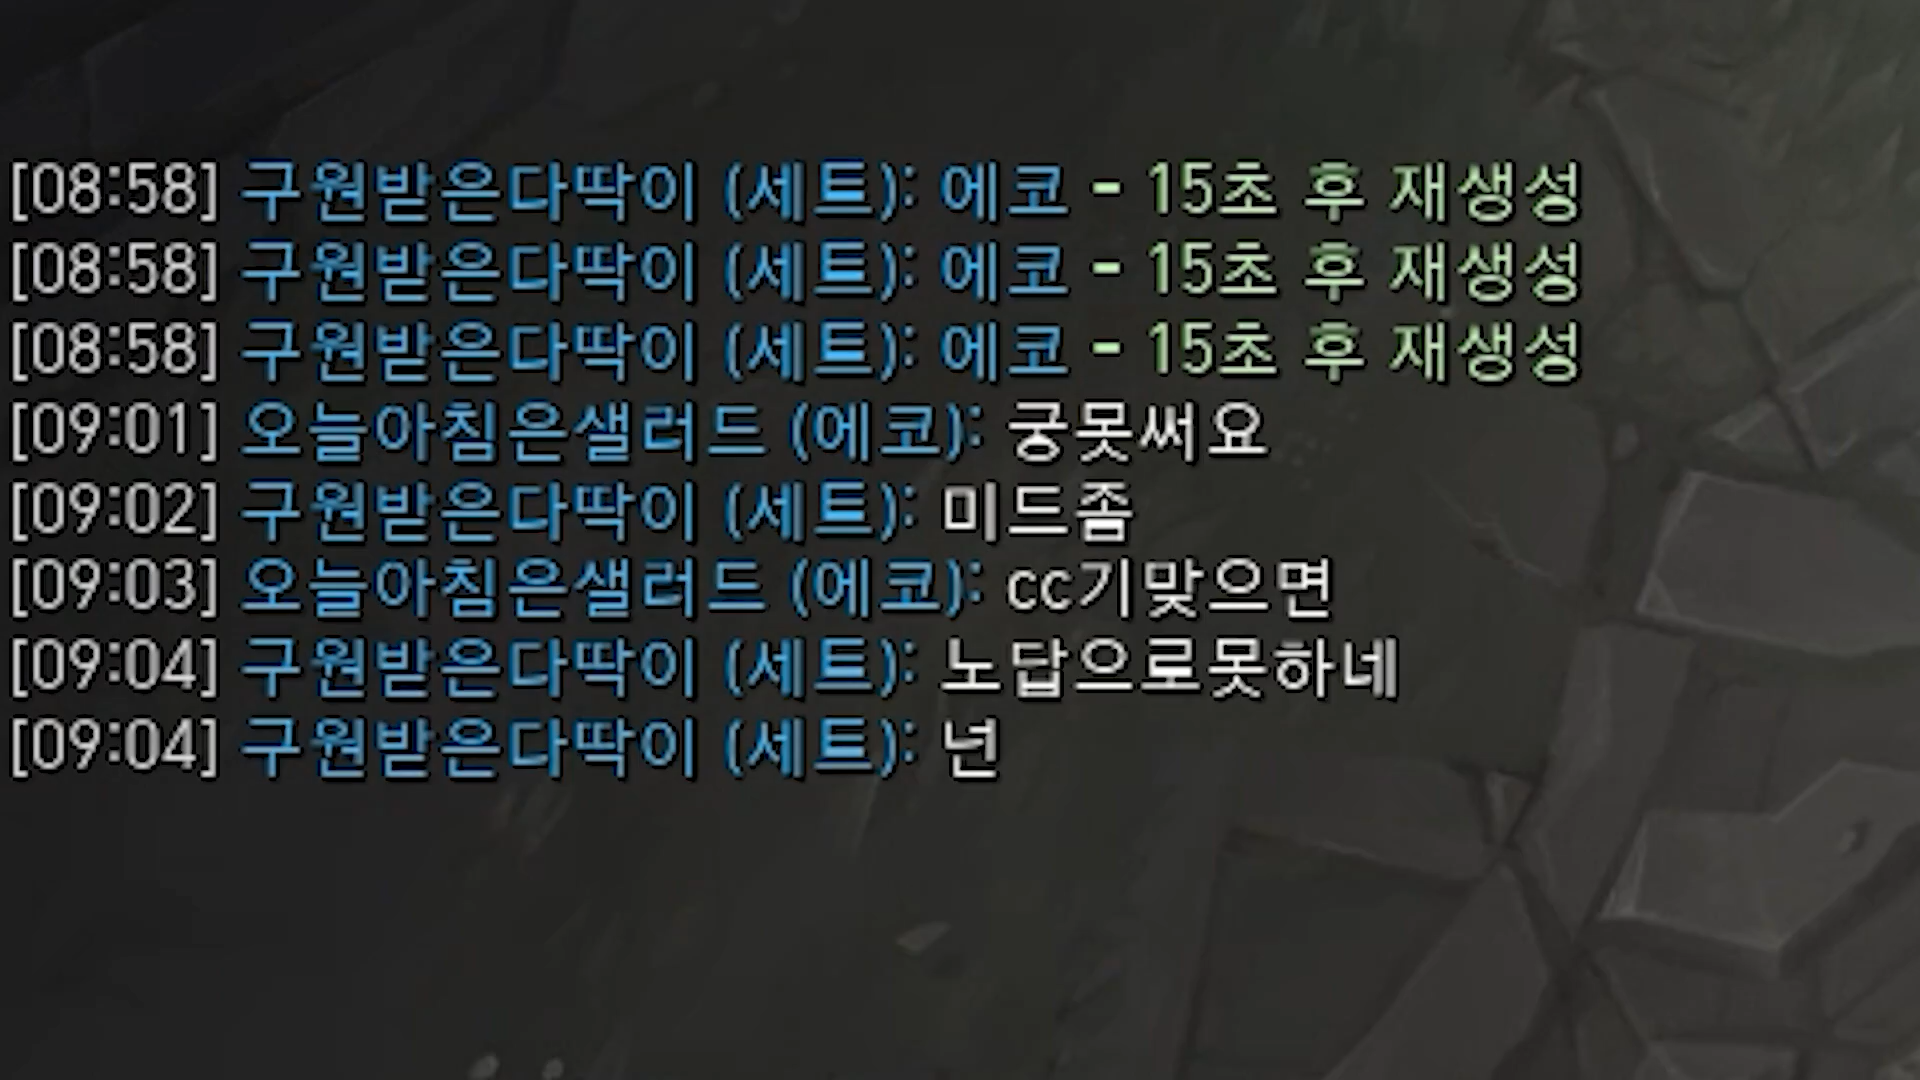 [08:58] 구원받은다딱이 (세트): 에코 - 15초 후 재생성
[08:58] 구원받은다딱이 (세트): 에코 - 15초 후 재생성
[08:58] 구원받은다딱이 (세트): 에코 - 15초 후 재생성
[09:01] 오늘아침은샐러드 (에코): 궁못써요
[09:02] 구원받은다딱이 (세트): 미드좀
[09:03] 오늘아침은샐러드 (에코): cc기맞으면
[09:04] 구원받은다딱이 (세트): 노답으로못하네
[09:04] 구원받은다딱이 (세트): 넌